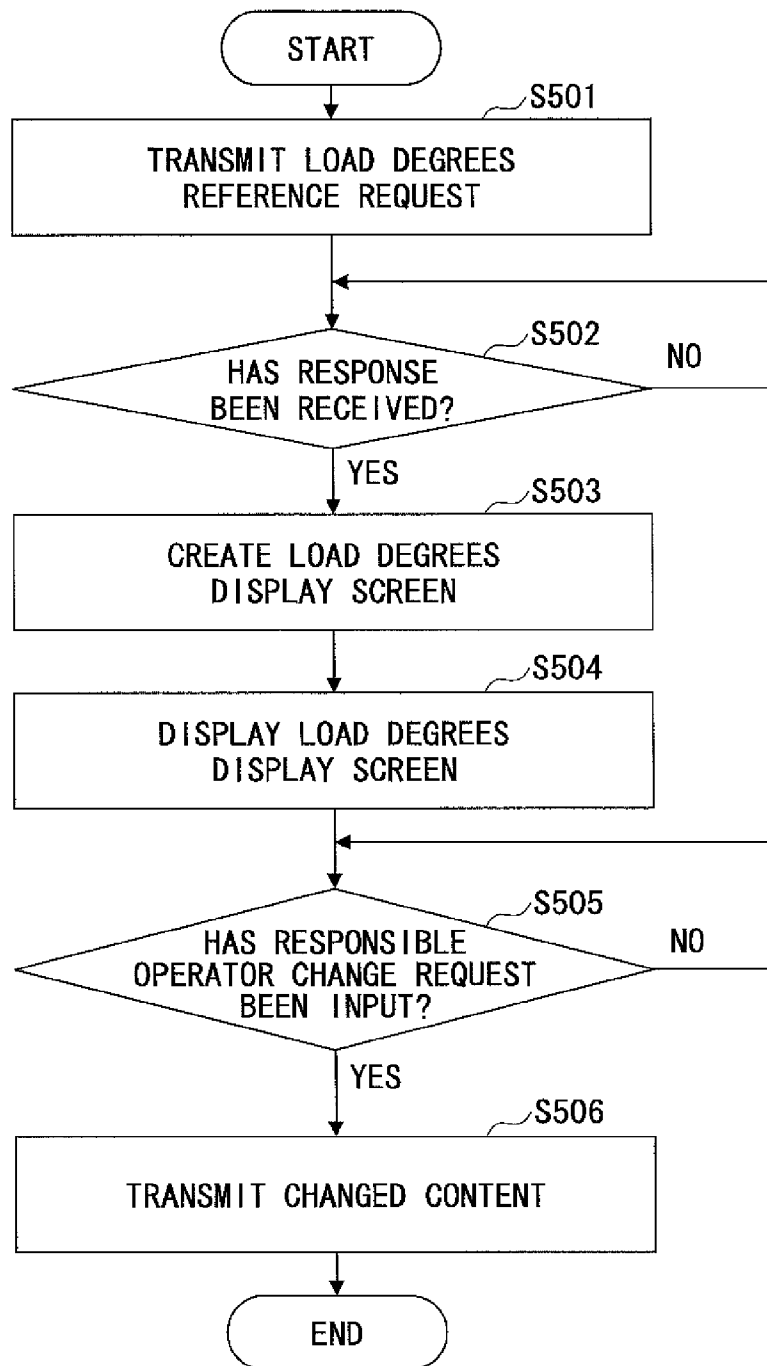 START
S501
TRANSMIT LOAD DEGREES
REFERENCE REQUEST
S502
HAS RESPONSE
BEEN RECEIVED?
NO
YES
S503
CREATE LOAD DEGREES
DISPLAY SCREEN
S504
DISPLAY LOAD DEGREES
DISPLAY SCREEN
S505
HAS RESPONSIBLE
OPERATOR CHANGE REQUEST
BEEN INPUT?
NO
YES
S506
TRANSMIT CHANGED CONTENT
END